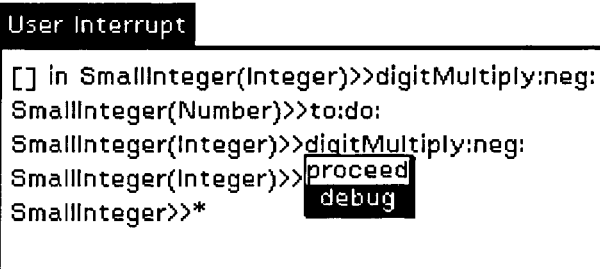 User Interrupt
[] in SmallInteger(Integer)>>digitMultiply:neg:
SmallInteger(Number)>>to:do:
SmallInteger(Integer)>>digitMultiply:neg:
SmallInteger(Integer)>>
proceed
debug
SmallInteger>>*